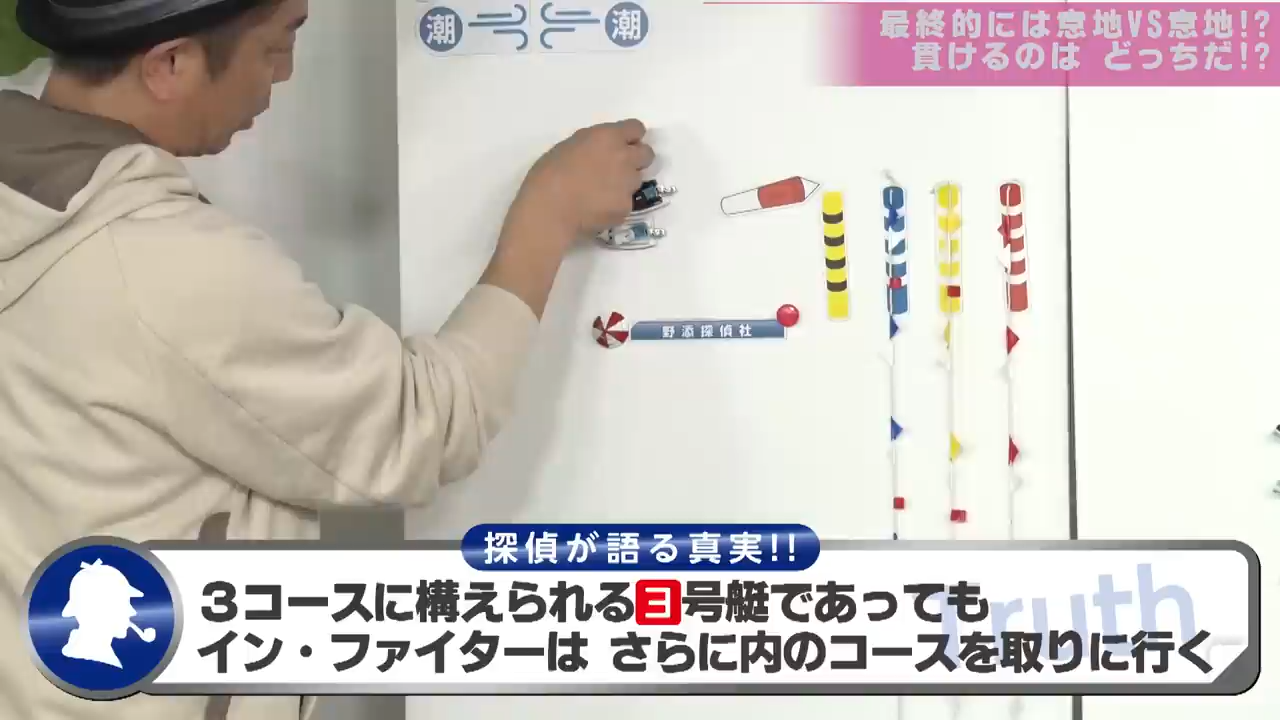 潮 潮
最終的には意地VS意地!?
貫けるのは どっちだ!?
野添探偵社
探偵が語る真実!!
3コースに構えられる3号艇であっても
イン・ファイターは さらに内のコースを取りに行く
Truth